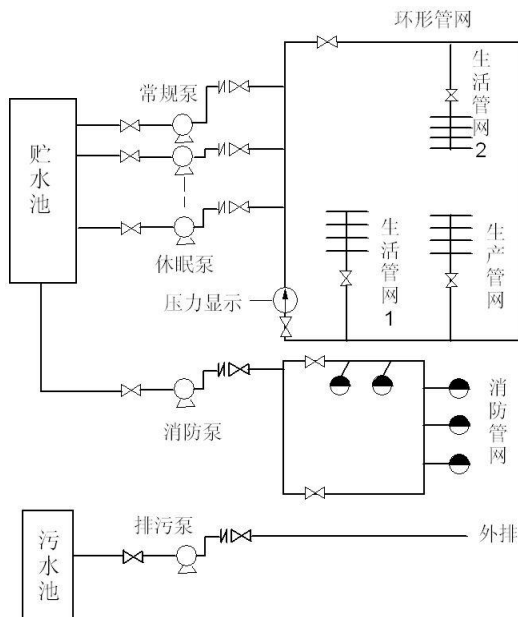 环形管网
常规泵
生活管网2
贮水池
休眠泵
生活管网1
生产管网
压力显示
消防泵
消防管网
排污泵
外排
污水池